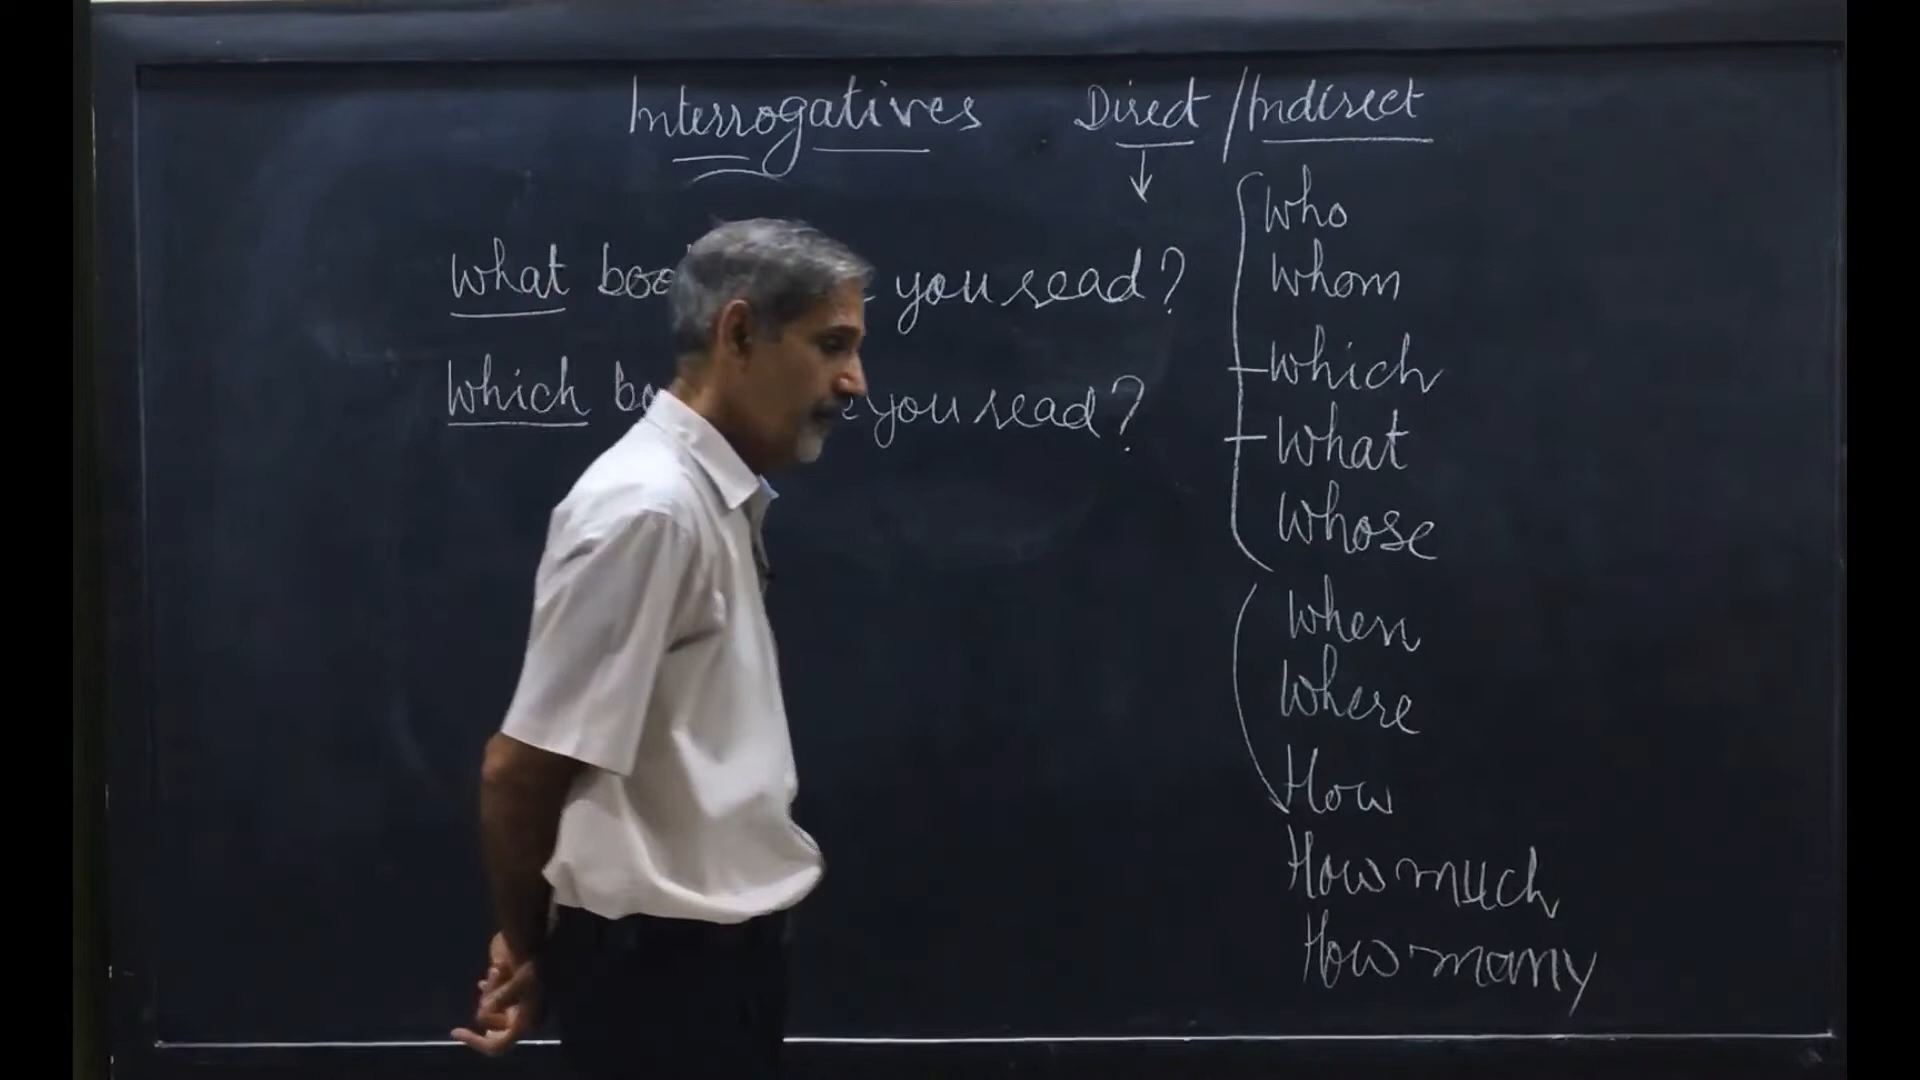 Interrogatives Direct / Indirect
what you read?
Which you read?
Who
Whom
Which
What
Whose
When
Where
How
How much
How many